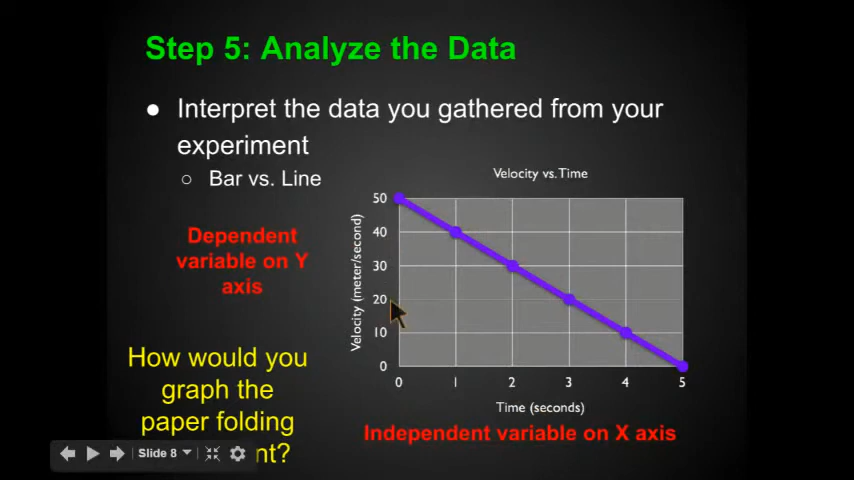 Step 5: Analyze the Data
● Interpret the data you gathered from your
experiment
○ Bar vs. Line
Dependent
variable on Y
axis
How would you
graph the
paper folding
nt?
Velocity vs. Time
Velocity (meter/second)
50
40
30
20
10
0
0 1 2 3 4 5
Time (seconds)
Independent variable on X axis
Slide 8